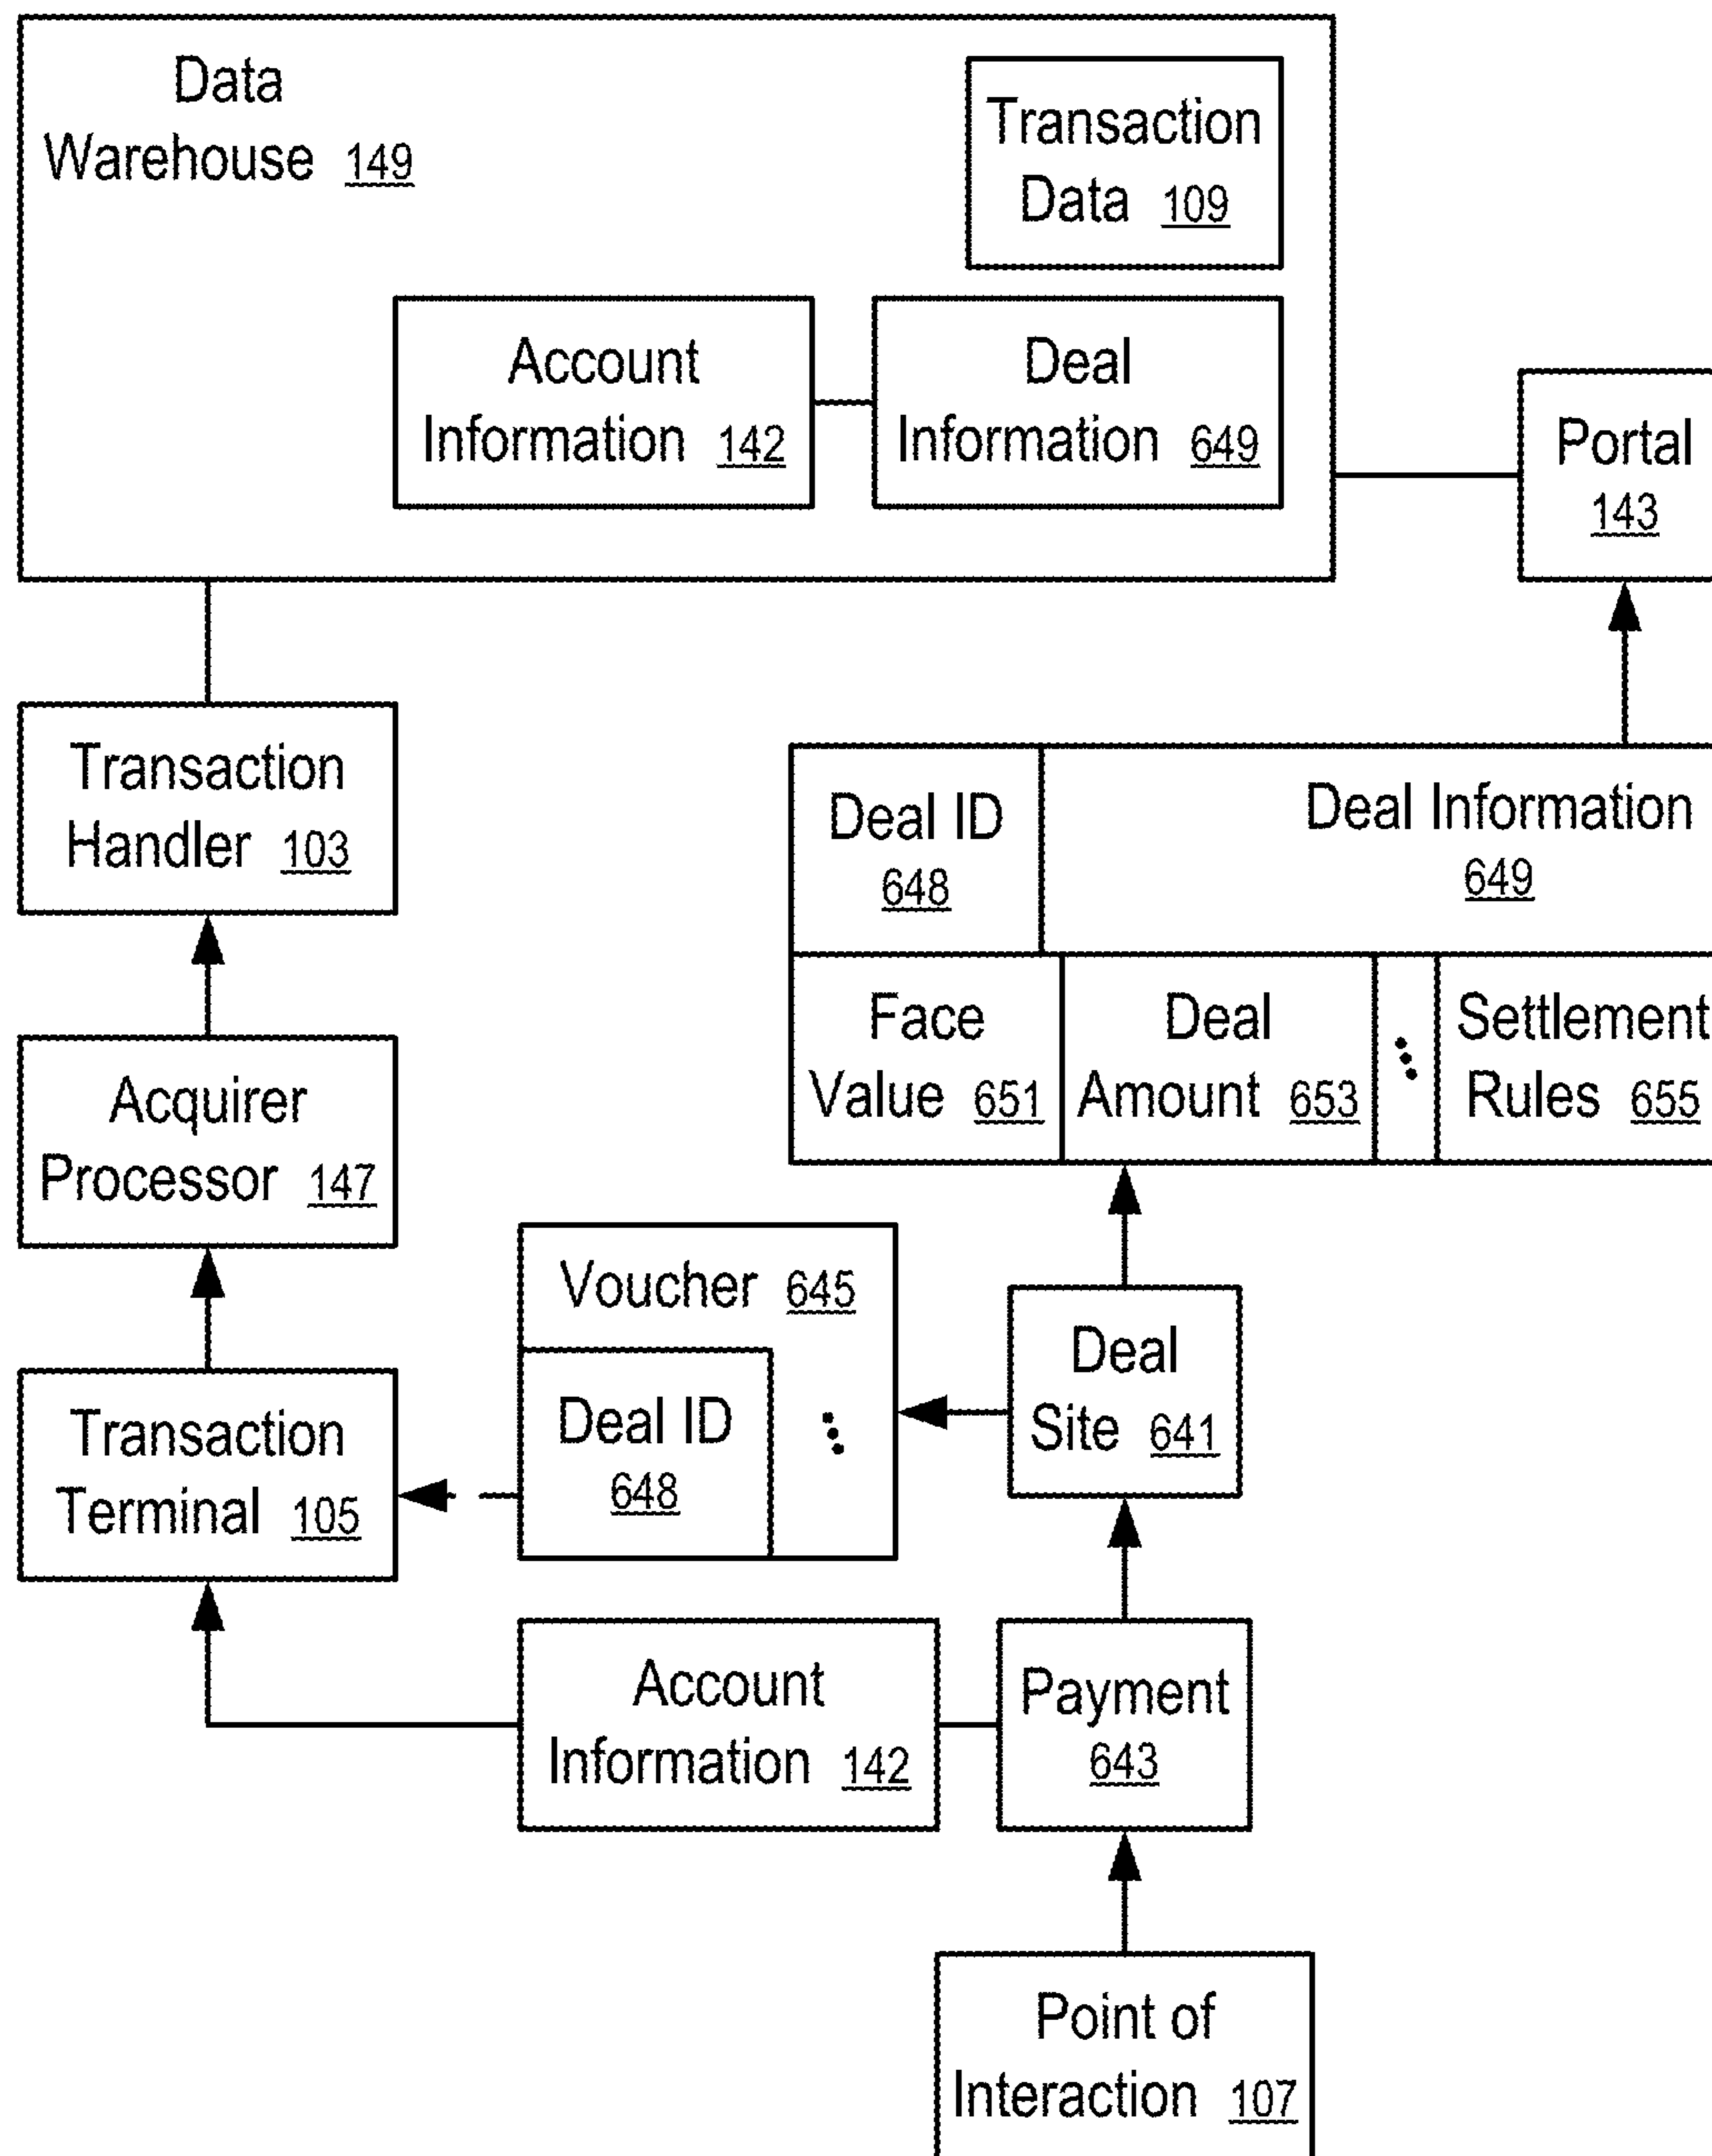 Data
Warehouse 149
Transaction
Data 109
Account
Information 142
Deal
Information 649
Portal
143
Transaction
Handler 103
Deal ID
648
Deal Information
649
Face
Value 651
Deal
Amount 653
Settlement
Rules 655
Acquirer
Processor 147
Voucher 645
Deal ID
648
Deal
Site 641
Transaction
Terminal 105
Account
Information 142
Payment
643
Point of
Interaction 107